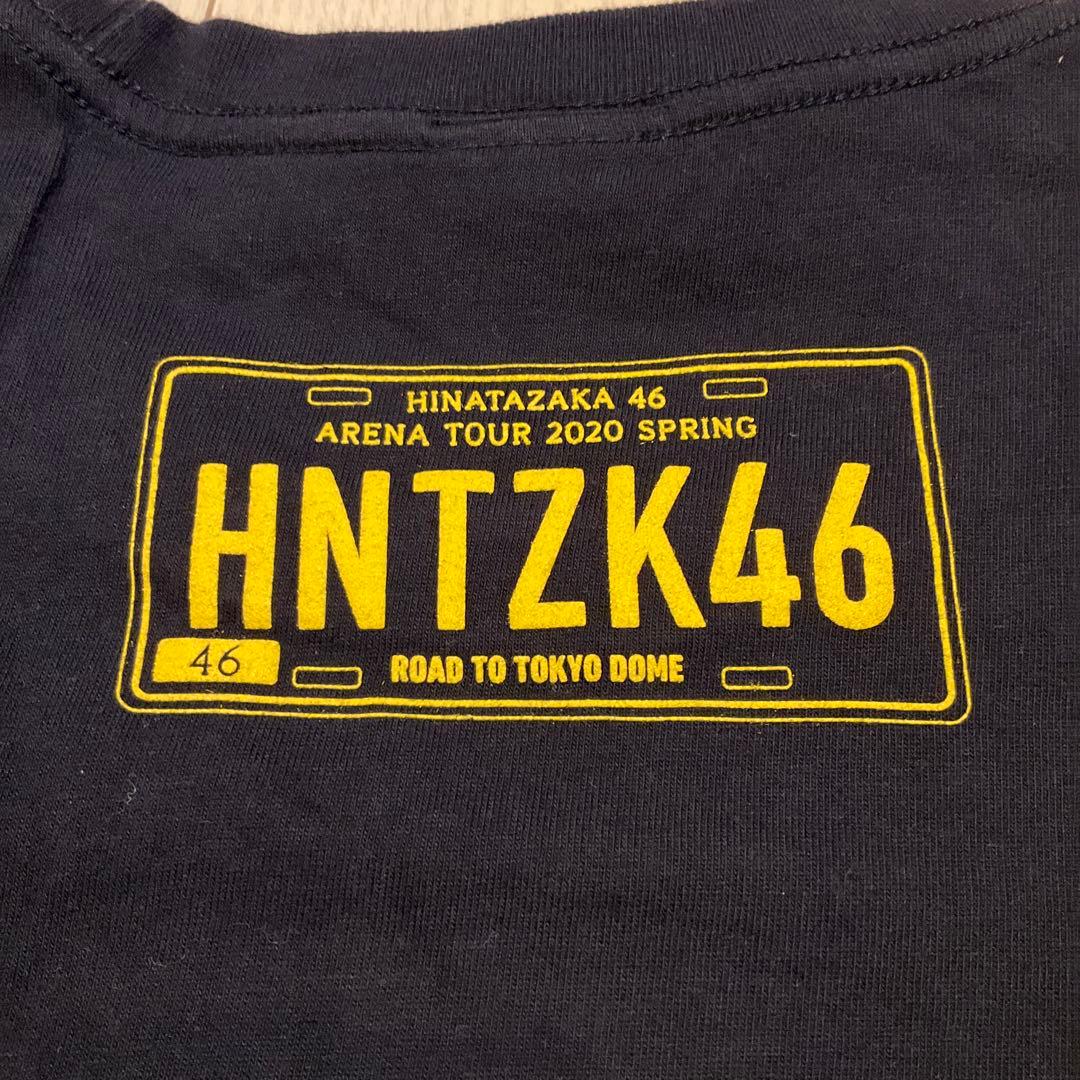 HINATAZAKA 46
ARENA TOUR 2020 SPRING
HNTZK46
46
ROAD TO TOKYO DOME